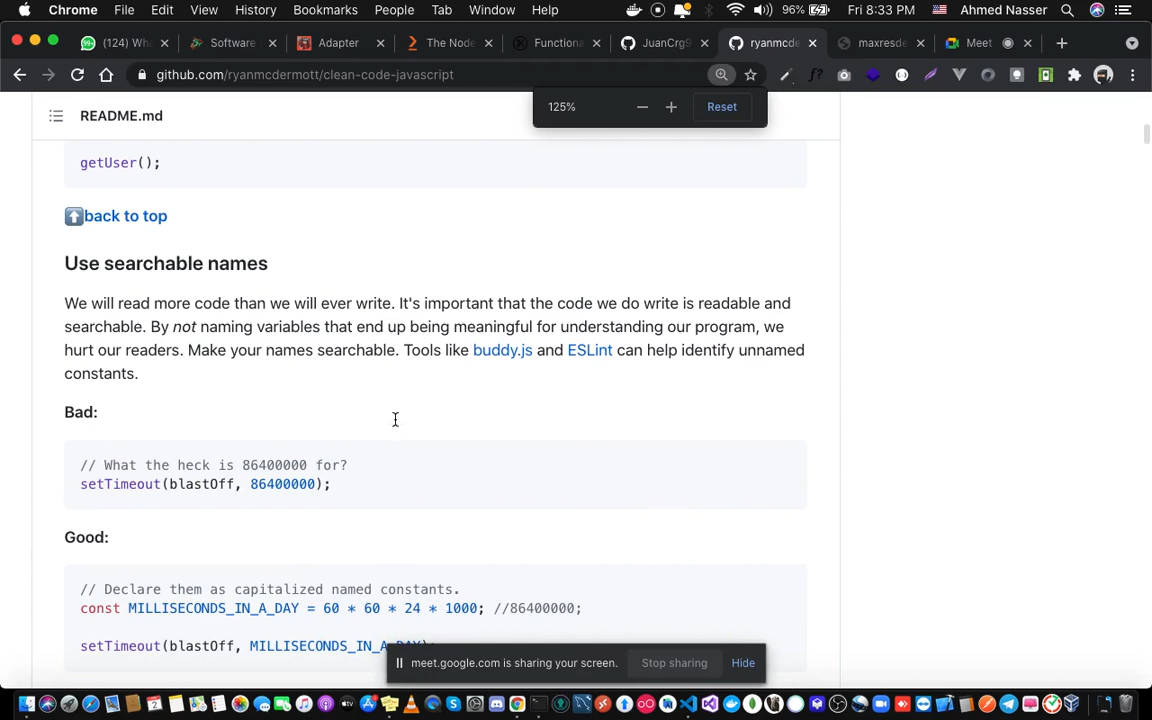 Chrome File Edit View History Bookmarks People Tab Window Help 96% Fri 8:33 PM Ahmed Nasser
(124) Wha Software Adapter The Node Functiona JuanCrg9 ryanmcde maxresde Meet
github.com/ryanmcdermott/clean-code-javascript
README.md
125% Reset
getUser();
back to top
Use searchable names
We will read more code than we will ever write. It's important that the code we do write is readable and
searchable. By not naming variables that end up being meaningful for understanding our program, we
hurt our readers. Make your names searchable. Tools like buddy.js and ESLint can help identify unnamed
constants.
Bad:
// What the heck is 86400000 for?
setTimeout(blastOff, 86400000);
Good:
// Declare them as capitalized named constants.
const MILLISECONDS_IN_A_DAY = 60 * 60 * 24 * 1000; //86400000;
setTimeout(blastOff, MILLISECONDS_IN_A_DAY);
meet.google.com is sharing your screen. Stop sharing Hide